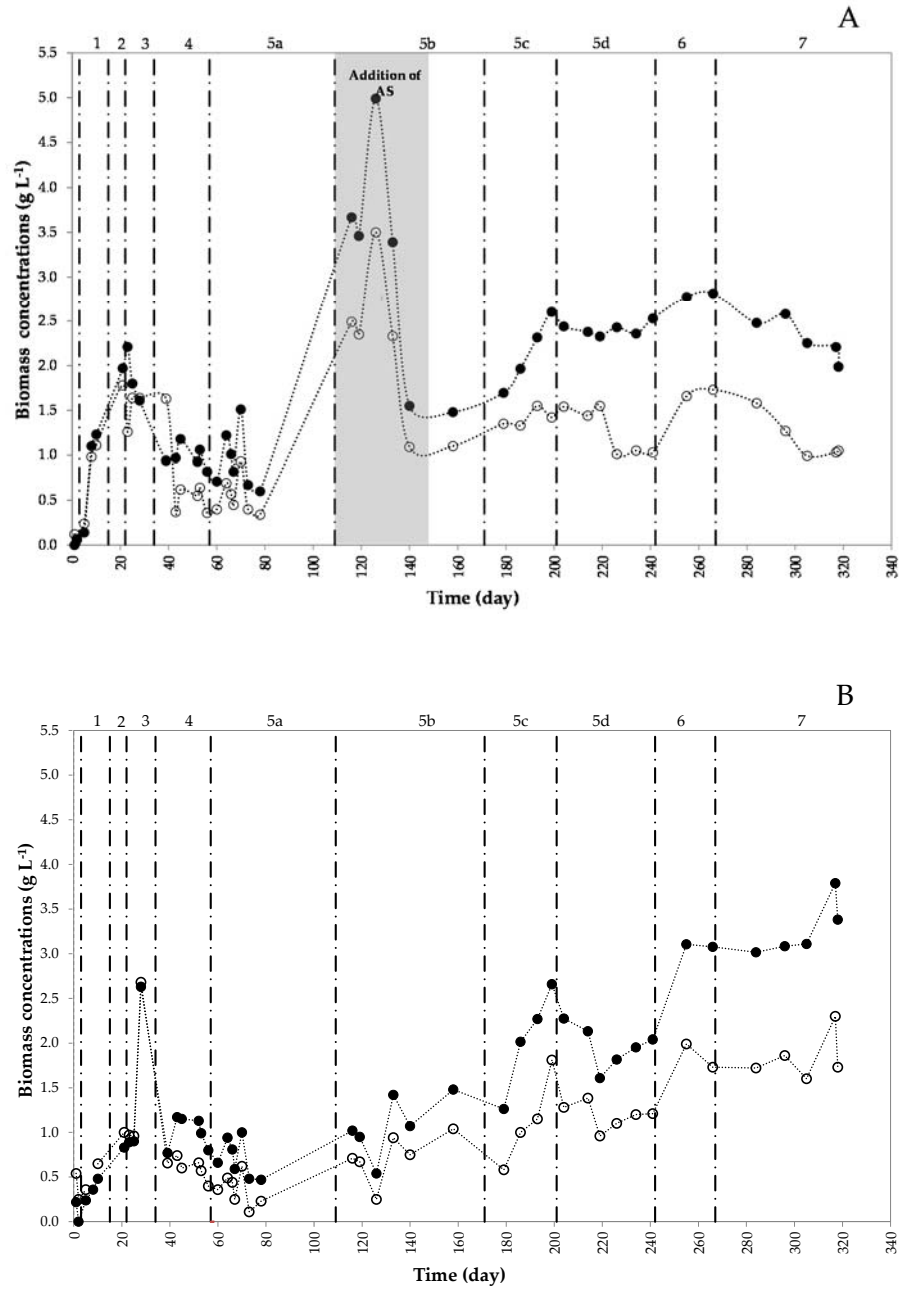 A
1 2 3 4 5a 5b 5c 5d 6 7
5.5
5.0
4.5
4.0
3.5
3.0
2.5
2.0
1.5
1.0
0.5
0.0
Biomass concentrations (g L⁻¹)
Addition of
AS
0 20 40 60 80 100 120 140 160 180 200 220 240 260 280 300 320 340
Time (day)
B
1 2 3 4 5a 5b 5c 5d 6 7
5.5
5.0
4.5
4.0
3.5
3.0
2.5
2.0
1.5
1.0
0.5
0.0
Biomass concentrations (g L⁻¹)
0 20 40 60 80 100 120 140 160 180 200 220 240 260 280 300 320 340
Time (day)